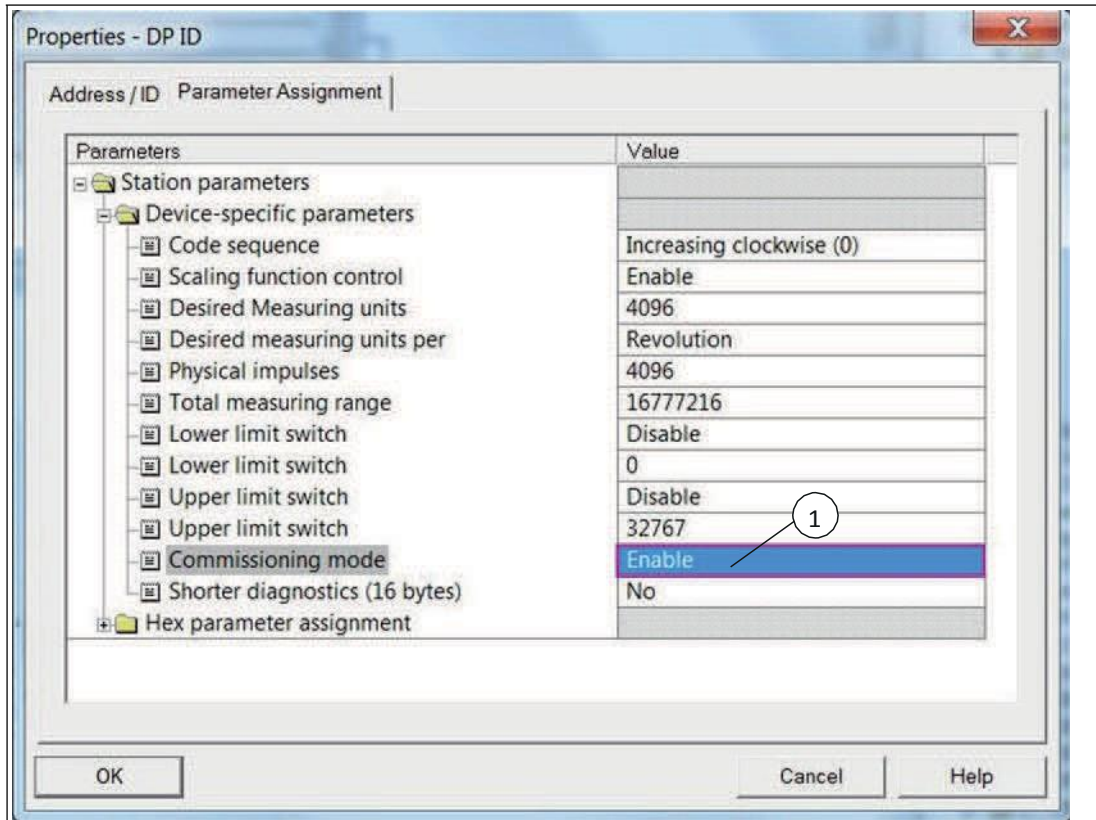 Properties - DP ID
Address / ID Parameter Assignment
Parameters Value
Station parameters
Device-specific parameters
Code sequence Increasing clockwise (0)
Scaling function control Enable
Desired Measuring units 4096
Desired measuring units per Revolution
Physical impulses 4096
Total measuring range 16777216
Lower limit switch Disable
Lower limit switch 0
Upper limit switch Disable
Upper limit switch 32767
1
Commissioning mode Enable
Shorter diagnostics (16 bytes) No
Hex parameter assignment
OK Cancel Help